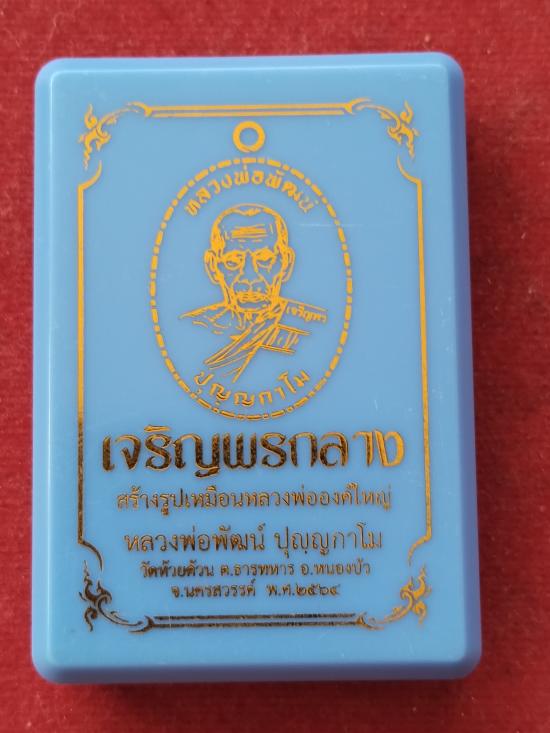 หลวงพ่อพัฒน์
เจริญพร
ปุญญกาโม
เจริญพรกลาง
สร้างรูปเหมือนหลวงพ่อองค์ใหญ่
หลวงพ่อพัฒน์ ปุญฺญกาโม
วัดห้วยด้วน ต.ธารทหาร อ.หนองบัว
จ.นครสวรรค์ พ.ศ.๒๕๖๔